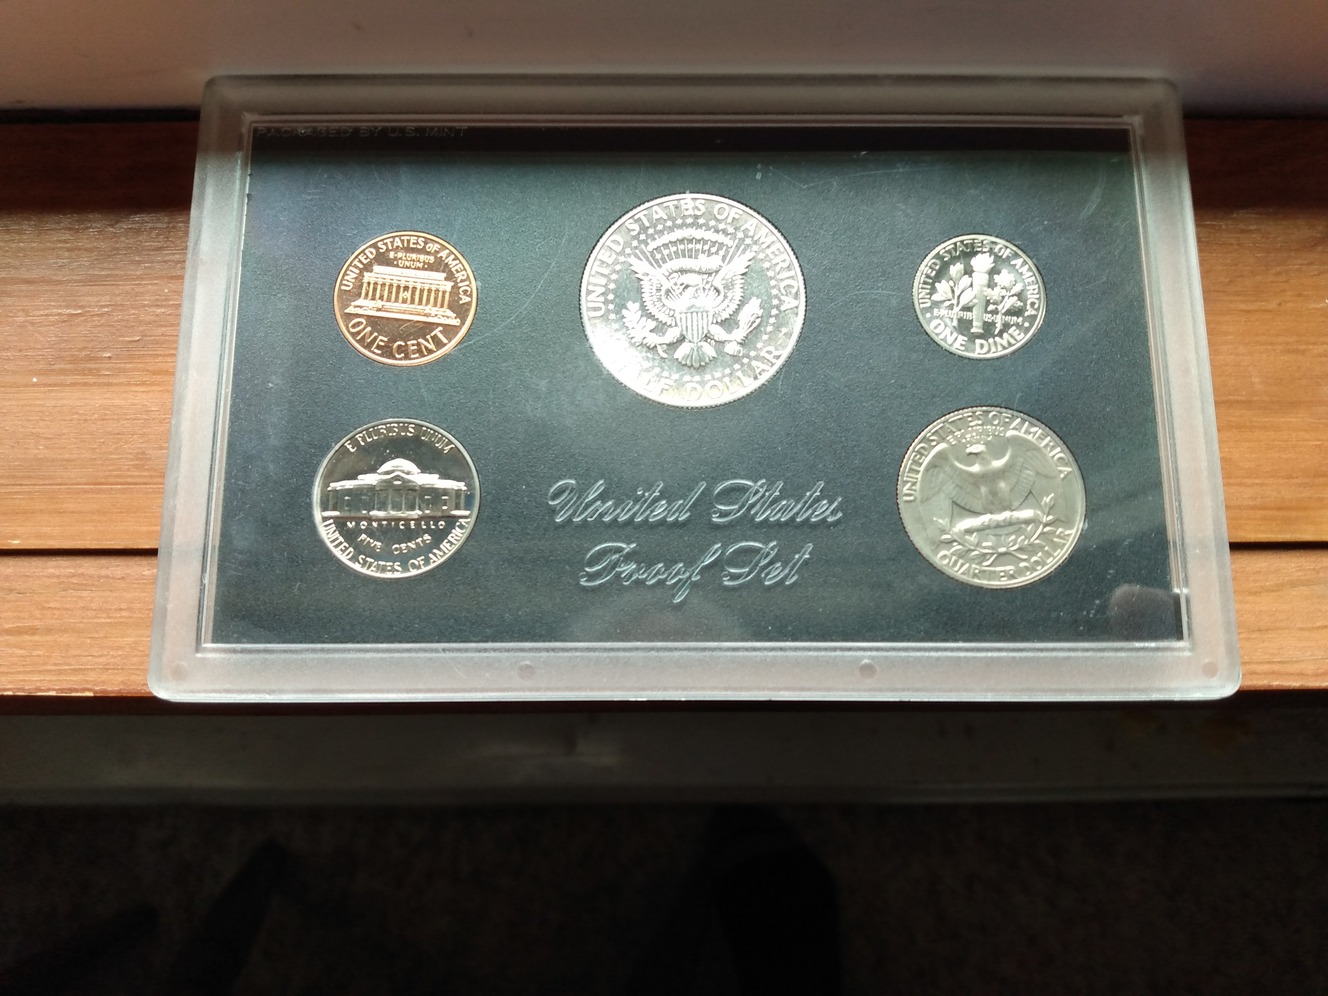 PACKAGED BY U.S. MINT
UNITED STATES OF AMERICA
E·PLURIBUS
·UNUM·
ONE CENT
UNITED STATES OF AMERICA
HALF DOLLAR
UNITED STATES OF AMERICA
E·PLURIBUS·UNUM·
ONE DIME
E PLURIBUS UNUM
MONTICELLO
FIVE CENTS
UNITED STATES OF AMERICA
United States
Proof Set
UNITED STATES OF AMERICA
E·PLURIBUS
UNUM
QUARTER DOLLAR